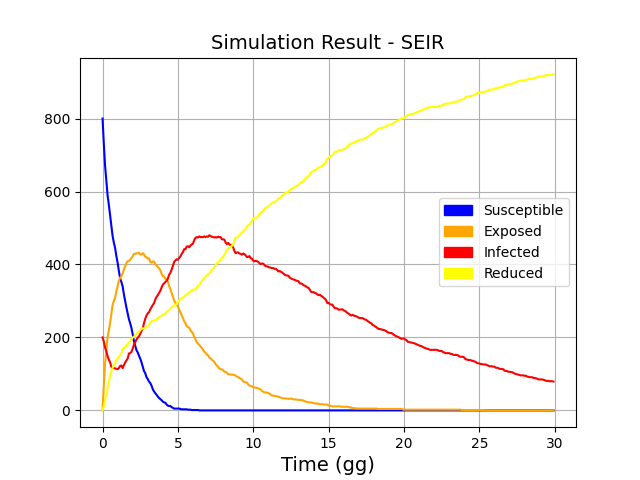 Simulation Result - SEIR
800
600
400
200
0
Susceptible
Exposed
Infected
Reduced
0 5 10 15 20 25 30
Time (gg)